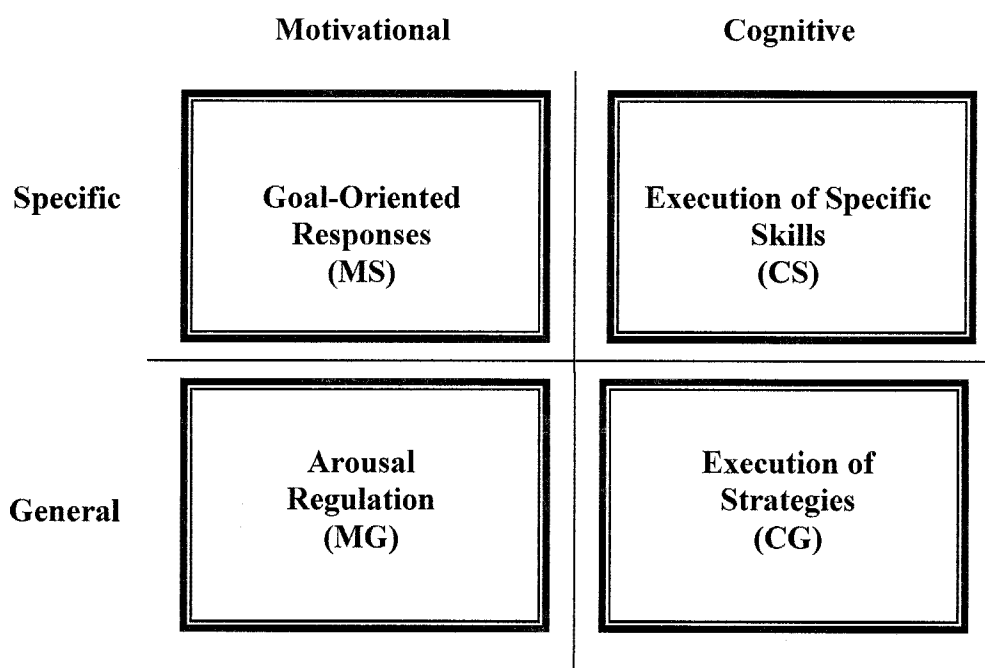 Motivational
Cognitive
Specific
Goal-Oriented
Responses
(MS)
Execution of Specific
Skills
(CS)
General
Arousal
Regulation
(MG)
Execution of
Strategies
(CG)